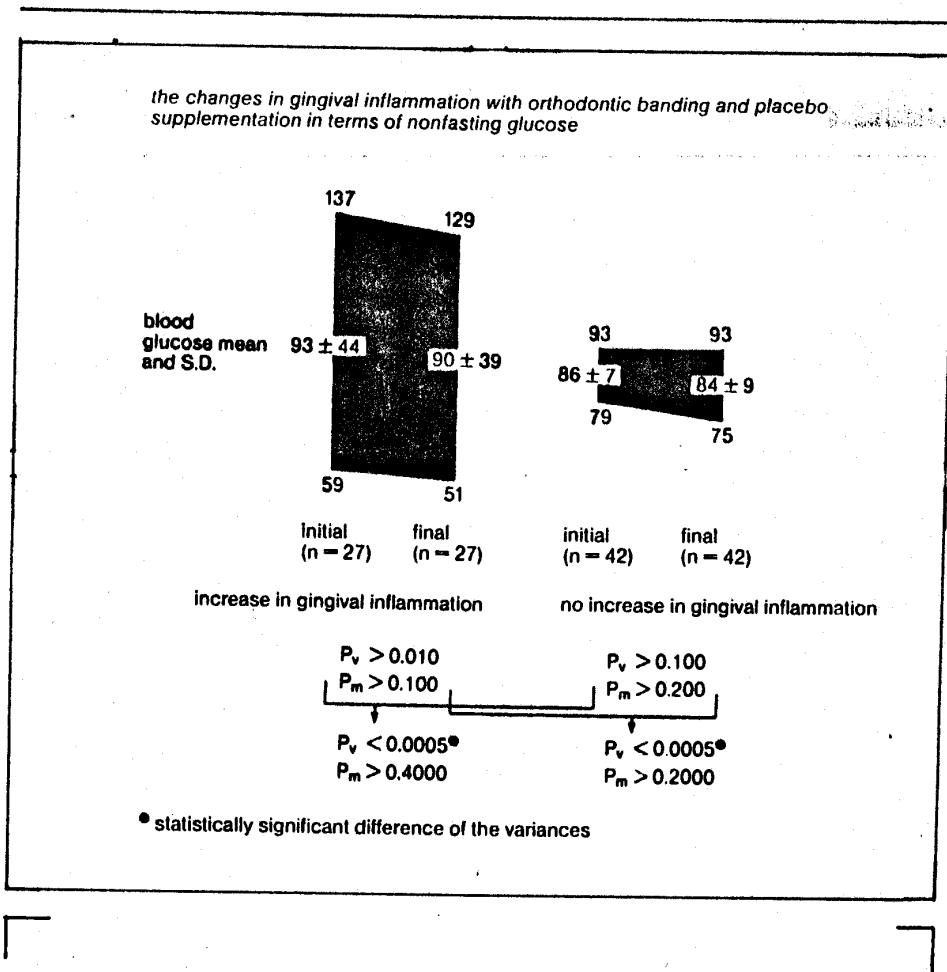 the changes in gingival inflammation with orthodontic banding and placebo
supplementation in terms of nonfasting glucose
137
129
blood
glucose mean
and S.D.
93 ± 44
90 ± 39
59
51
93
93
86 ± 7
84 ± 9
79
75
initial
(n = 27)
final
(n = 27)
initial
(n = 42)
final
(n = 42)
increase in gingival inflammation
no increase in gingival inflammation
Pv > 0.010
Pm > 0.100
Pv > 0.100
Pm > 0.200
Pv < 0.0005●
Pm > 0.4000
Pv < 0.0005●
Pm > 0.2000
● statistically significant difference of the variances